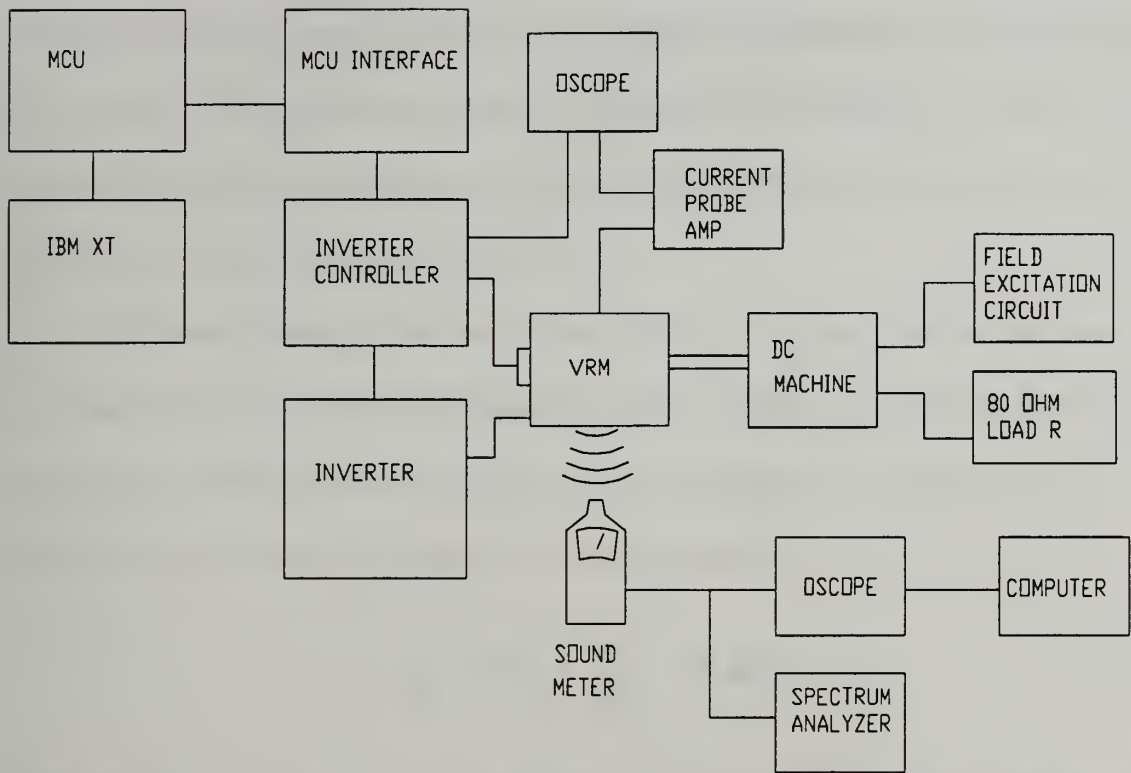 MCU
MCU INTERFACE
OSCOPE
CURRENT
PROBE
AMP
IBM XT
INVERTER
CONTROLLER
FIELD
EXCITATION
CIRCUIT
VRM
DC
MACHINE
80 OHM
LOAD R
INVERTER
OSCOPE
COMPUTER
SOUND
METER
SPECTRUM
ANALYZER